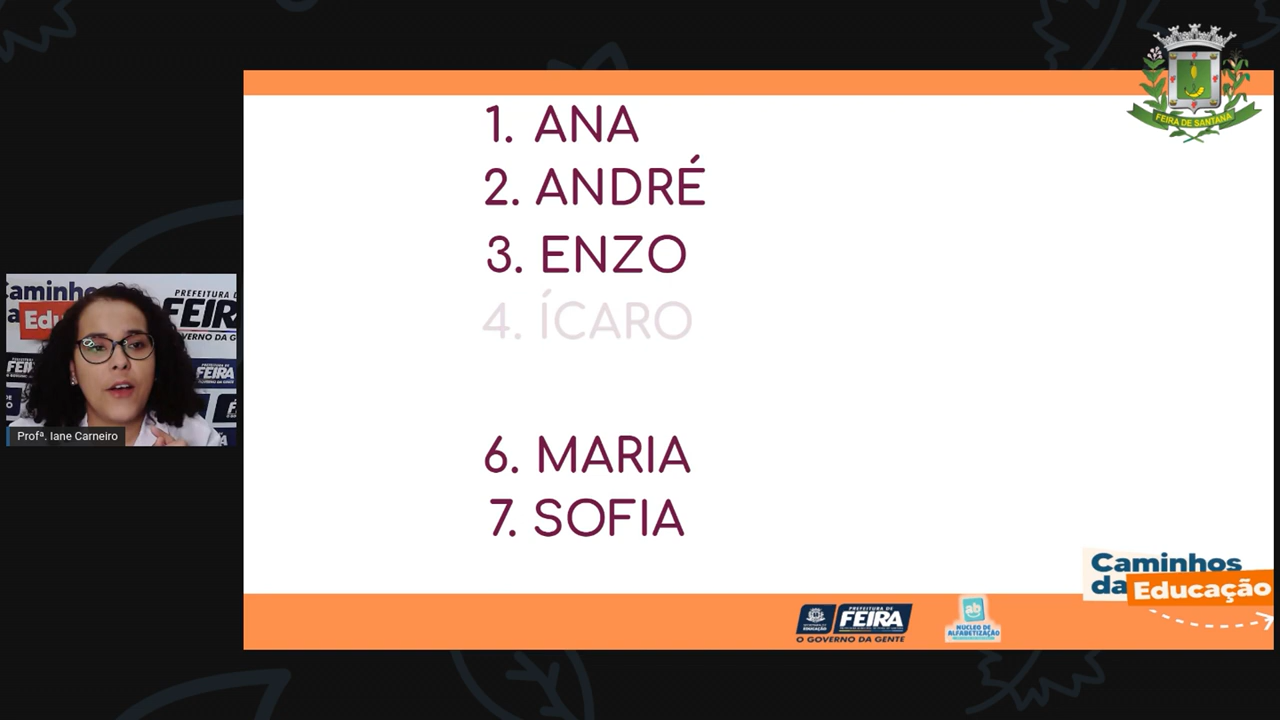 FEIRA DE SANTANA
1. ANA
2. ANDRÉ
3. ENZO
4. ÍCARO
6. MARIA
7. SOFIA
Profª. Iane Carneiro
Caminhos
da Educação
PREFEITURA DE
FEIRA
O GOVERNO DA GENTE
ab
NÚCLEO DE
ALFABETIZAÇÃO